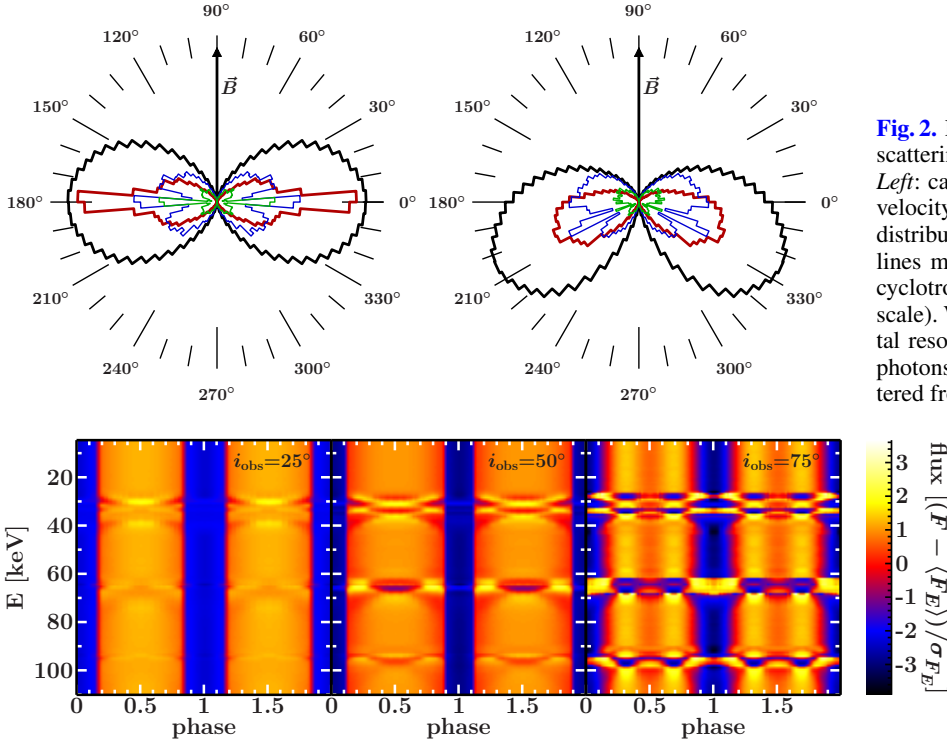 90°
120°
60°
B
150°
30°
180°
0°
210°
330°
240°
300°
270°
90°
120°
60°
B
150°
30°
180°
0°
210°
330°
240°
300°
270°
Fig. 2.
scatterin
Left: ca
velocity
distribu
lines m
cyclotro
scale). V
tal reso
photons
tered fro
i_obs=25°
i_obs=50°
i_obs=75°
20
40
60
80
100
E [keV]
0
0.5
1
1.5
0
0.5
1
1.5
0
0.5
1
1.5
phase
phase
phase
3
2
1
0
-1
-2
-3
flux [(F − ⟨F_E⟩)/σ_F_E]